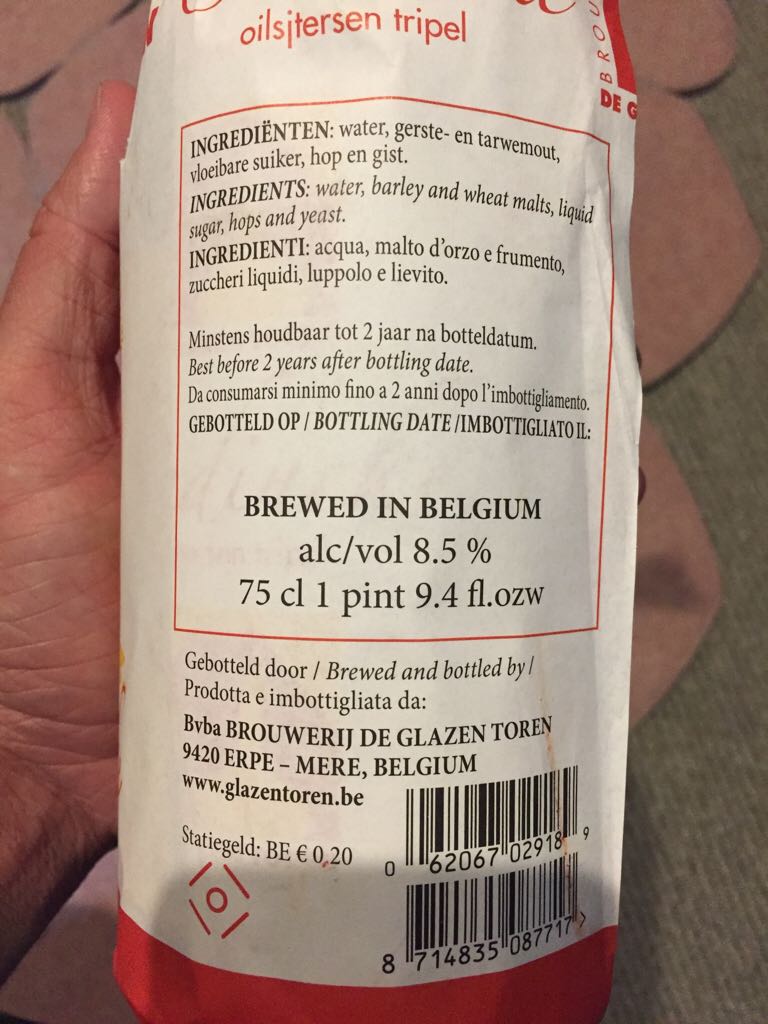 oilsjtersen tripel
BROU
DE G
INGREDIËNTEN: water, gerste- en tarwemout,
vloeibare suiker, hop en gist.
INGREDIENTS: water, barley and wheat malts, liquid
sugar, hops and yeast.
INGREDIENTI: acqua, malto d'orzo e frumento,
zuccheri liquidi, luppolo e lievito.
Minstens houdbaar tot 2 jaar na botteldatum.
Best before 2 years after bottling date.
Da consumarsi minimo fino a 2 anni dopo l'imbottigliamento.
GEBOTTELD OP / BOTTLING DATE /IMBOTTIGLIATO IL:
BREWED IN BELGIUM
alc/vol 8.5 %
75 cl 1 pint 9.4 fl.ozw
Gebotteld door / Brewed and bottled by /
Prodotta e imbottigliata da:
Bvba BROUWERIJ DE GLAZEN TOREN
9420 ERPE – MERE, BELGIUM
www.glazentoren.be
Statiegeld: BE € 0,20
0 62067 02918 9
8 714835 087717 >